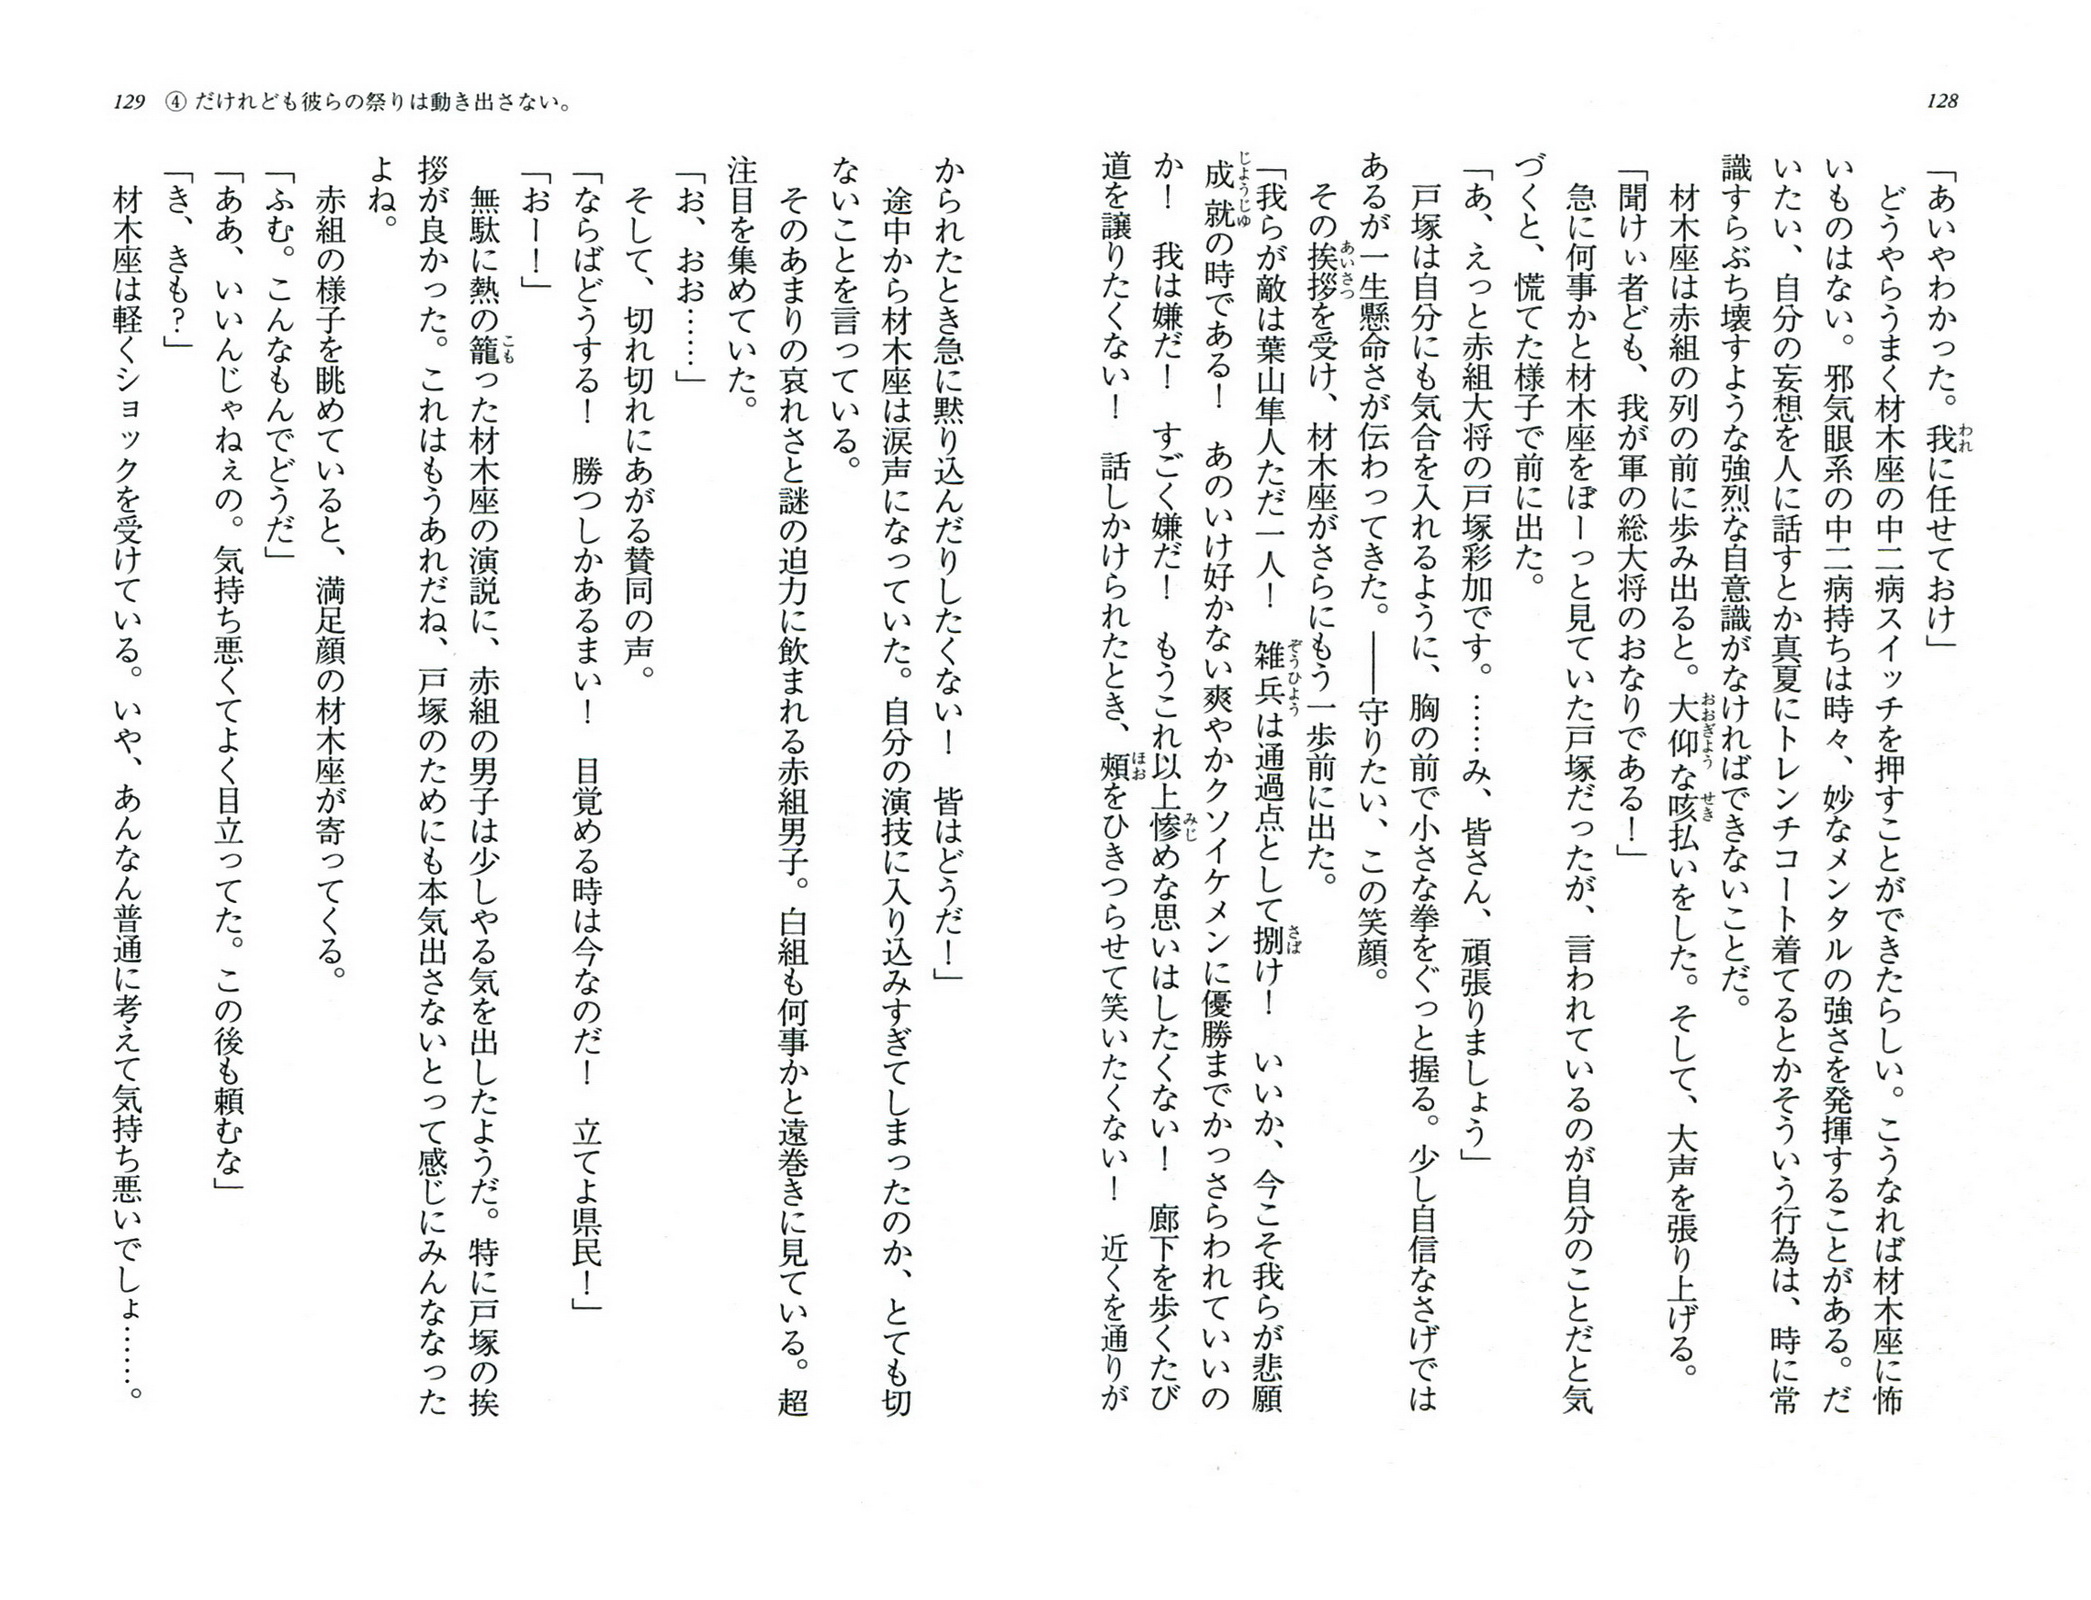 128
「あいやわかった。我に任せておけ」
どうやらうまく材木座の中二病スイッチを押すことができたらしい。こうなれば材木座に怖
いものはない。邪気眼系の中二病持ちは時々、妙なメンタルの強さを発揮することがある。だ
いたい、自分の妄想を人に話すとか真夏にトレンチコート着てるとかそういう行為は、時に常
識すらぶち壊すような強烈な自意識がなければできないことだ。
材木座は赤組の列の前に歩み出ると。大仰な咳払いをした。そして、大声を張り上げる。
「聞けぃ者ども、我が軍の総大将のおなりである！」
急に何事かと材木座をぼーっと見ていた戸塚だったが、言われているのが自分のことだと気
づくと、慌てた様子で前に出た。
「あ、えっと赤組大将の戸塚彩加です。……み、皆さん、頑張りましょう」
戸塚は自分にも気合を入れるように、胸の前で小さな拳をぐっと握る。少し自信なさげでは
あるが一生懸命さが伝わってきた。――守りたい、この笑顔。
その挨拶を受け、材木座がさらにもう一歩前に出た。
「我らが敵は葉山隼人ただ一人！　雑兵は通過点として捌け！　いいか、今こそ我らが悲願
成就の時である！　あのいけ好かない爽やかクソイケメンに優勝までかっさらわれていいの
か！　我は嫌だ！　すごく嫌だ！　もうこれ以上惨めな思いはしたくない！　廊下を歩くたび
道を譲りたくない！　話しかけられたとき、頬をひきつらせて笑いたくない！　近くを通りが
129 ④ だけれども彼らの祭りは動き出さない。
かられたとき急に黙り込んだりしたくない！　皆はどうだ！」
途中から材木座は涙声になっていた。自分の演技に入り込みすぎてしまったのか、とても切
ないことを言っている。
そのあまりの哀れさと謎の迫力に飲まれる赤組男子。白組も何事かと遠巻きに見ている。超
注目を集めていた。
「お、おお……」
そして、切れ切れにあがる賛同の声。
「ならばどうする！　勝つしかあるまい！　目覚める時は今なのだ！　立てよ県民！」
「おー！」
無駄に熱の籠った材木座の演説に、赤組の男子は少しやる気を出したようだ。特に戸塚の挨
拶が良かった。これはもうあれだね、戸塚のためにも本気出さないとって感じにみんななった
よね。
赤組の様子を眺めていると、満足顔の材木座が寄ってくる。
「ふむ。こんなもんでどうだ」
「ああ、いいんじゃねぇの。気持ち悪くてよく目立ってた。この後も頼むな」
「き、きも？」
材木座は軽くショックを受けている。いや、あんなん普通に考えて気持ち悪いでしょ……。